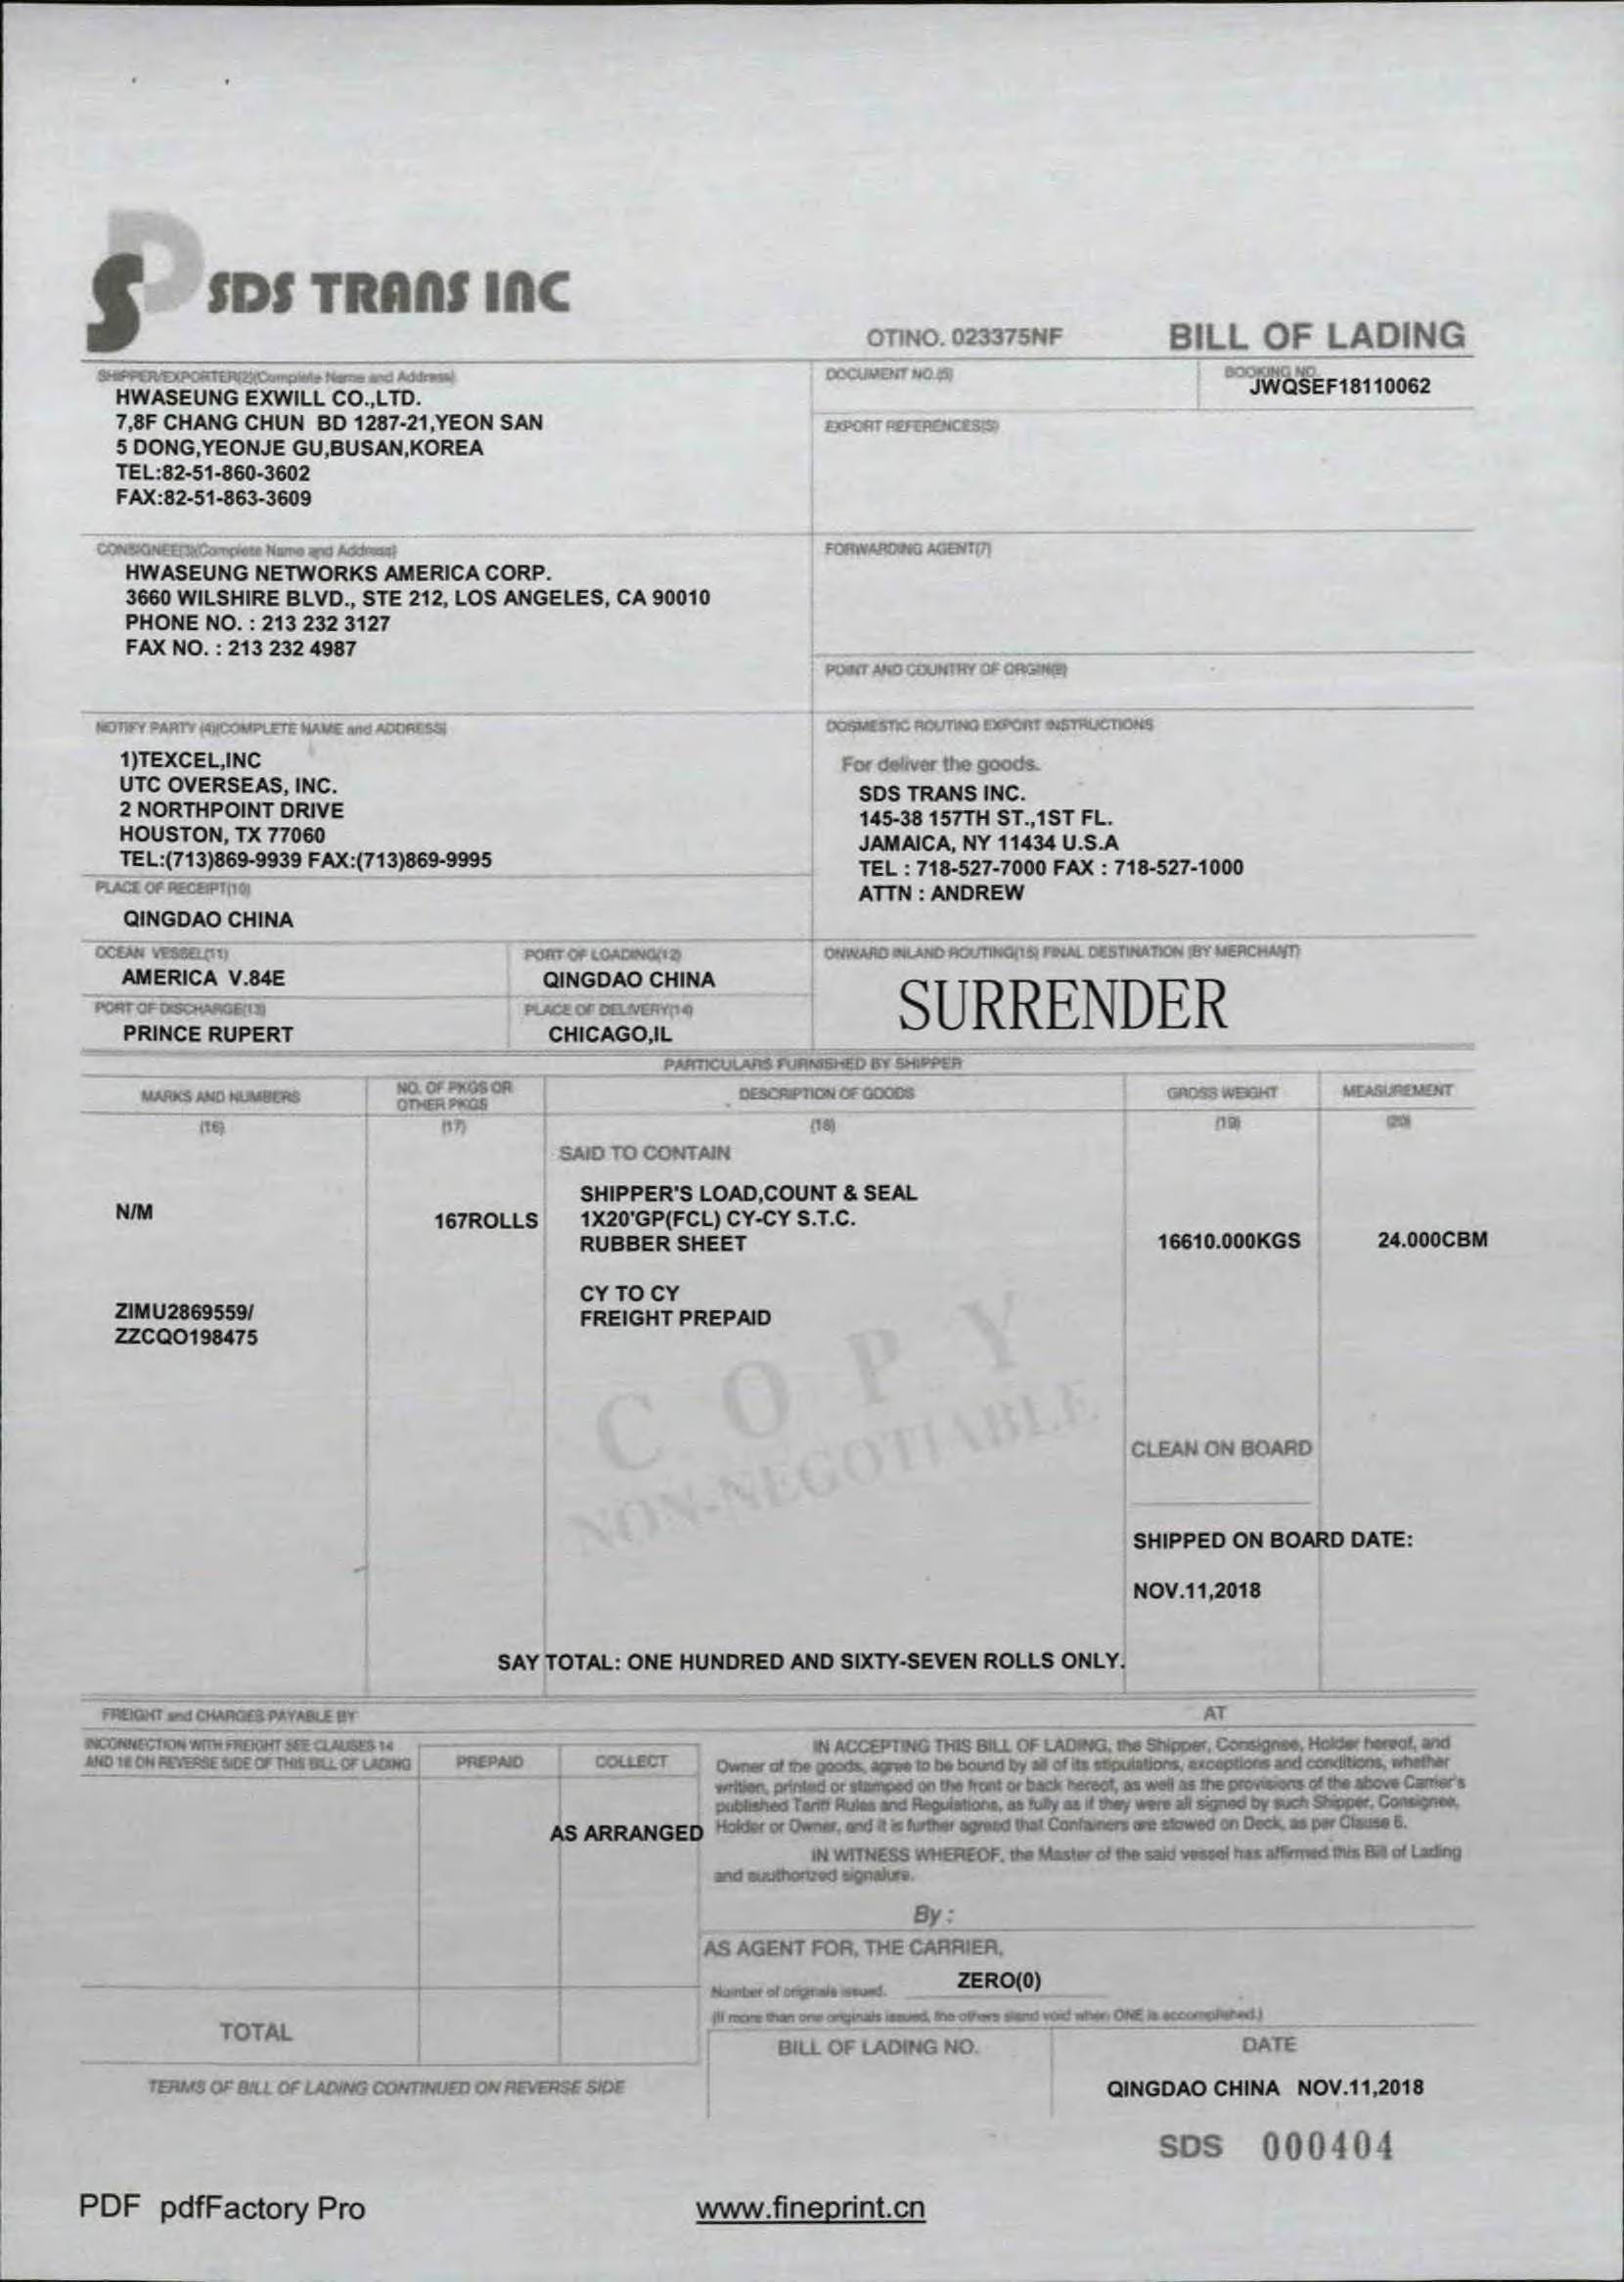 SDS TRANS INC
OTINO. 023375NF
BILL OF LADING
SHIPPER/EXPORTER(2)(Complete Name and Address)
HWASEUNG EXWILL CO.,LTD.
7,8F CHANG CHUN BD 1287-21,YEON SAN
5 DONG,YEONJE GU,BUSAN,KOREA
TEL:82-51-860-3602
FAX:82-51-863-3609
DOCUMENT NO.(5)
BOOKING NO.
JWQSEF18110062
EXPORT REFERENCES(S)
CONSIGNEE(3)(Complete Name and Address)
HWASEUNG NETWORKS AMERICA CORP.
3660 WILSHIRE BLVD., STE 212, LOS ANGELES, CA 90010
PHONE NO. : 213 232 3127
FAX NO. : 213 232 4987
FORWARDING AGENT(7)
POINT AND COUNTRY OF ORGIN(8)
NOTIFY PARTY (4)(COMPLETE NAME and ADDRESS)
1)TEXCEL,INC
UTC OVERSEAS, INC.
2 NORTHPOINT DRIVE
HOUSTON, TX 77060
TEL:(713)869-9939 FAX:(713)869-9995
DOSMESTIC ROUTING EXPORT INSTRUCTIONS
For deliver the goods.
SDS TRANS INC.
145-38 157TH ST.,1ST FL.
JAMAICA, NY 11434 U.S.A
TEL : 718-527-7000 FAX : 718-527-1000
ATTN : ANDREW
PLACE OF RECEIPT(10)
QINGDAO CHINA
OCEAN VESSEL(11)
AMERICA V.84E
PORT OF LOADING(12)
QINGDAO CHINA
PORT OF DISCHARGE(13)
PRINCE RUPERT
PLACE OF DELIVERY(14)
CHICAGO,IL
ONWARD INLAND ROUTING(15) FINAL DESTINATION (BY MERCHANT)
SURRENDER
PARTICULARS FURNISHED BY SHIPPER
MARKS AND NUMBERS
NO. OF PKGS OR
OTHER PKGS
DESCRIPTION OF GOODS
GROSS WEIGHT
MEASUREMENT
(16)
(17)
(18)
(19)
(20)
SAID TO CONTAIN
N/M
167ROLLS
SHIPPER'S LOAD,COUNT & SEAL
1X20'GP(FCL) CY-CY S.T.C.
RUBBER SHEET
16610.000KGS
24.000CBM
CY TO CY
FREIGHT PREPAID
ZIMU2869559/
ZZCQO198475
COPY
NON-NEGOTIABLE
CLEAN ON BOARD
SHIPPED ON BOARD DATE:
NOV.11,2018
SAY TOTAL: ONE HUNDRED AND SIXTY-SEVEN ROLLS ONLY.
FREIGHT and CHARGES PAYABLE BY
AT
INCONNECTION WITH FREIGHT SEE CLAUSES 14
AND 16 ON REVERSE SIDE OF THIS BILL OF LADING
PREPAID
COLLECT
AS ARRANGED
IN ACCEPTING THIS BILL OF LADING, the Shipper, Consignee, Holder hereof, and
Owner of the goods, agree to be bound by all of its stipulations, exceptions and conditions, whether
written, printed or stamped on the front or back hereof, as well as the provisions of the above Carrier's
published Tariff Rules and Regulations, as fully as if they were all signed by such Shipper, Consignee,
Holder or Owner, and it is further agreed that Containers are stowed on Deck, as per Clause 6.
IN WITNESS WHEREOF, the Master of the said vessel has affirmed this Bill of Lading
and auuthorized signature.
By :
AS AGENT FOR, THE CARRIER,
Number of originals issued.
ZERO(0)
(If more than one originals issued, the others stand void when ONE is accomplished.)
TOTAL
BILL OF LADING NO.
DATE
TERMS OF BILL OF LADING CONTINUED ON REVERSE SIDE
QINGDAO CHINA NOV.11,2018
SDS 000404
PDF pdfFactory Pro
www.fineprint.cn